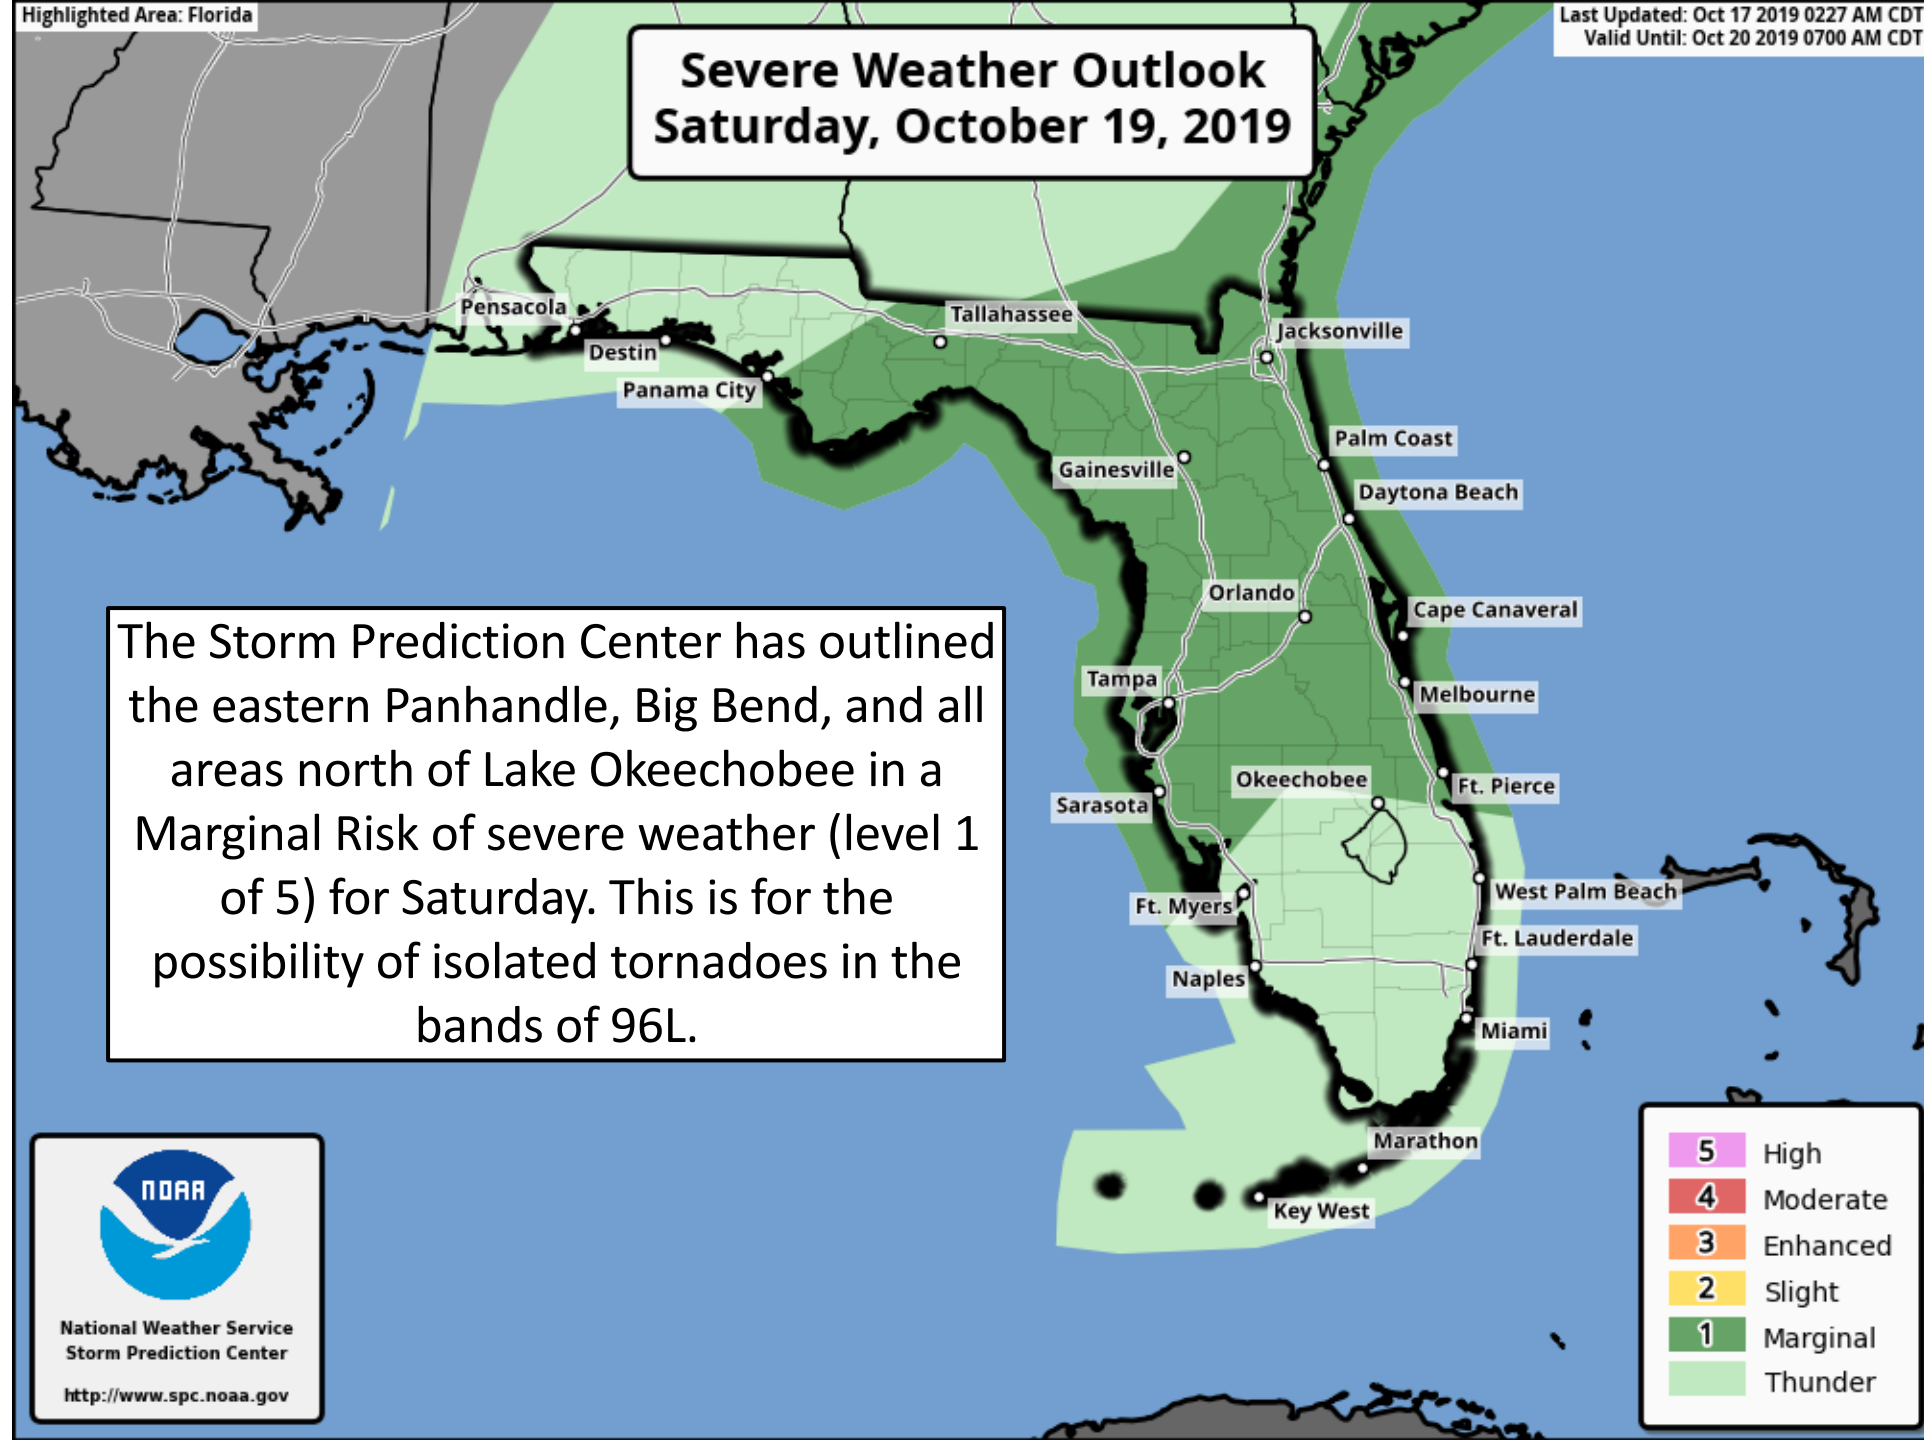 Highlighted Area: Florida
Last Updated: Oct 17 2019 0227 AM CDT
Valid Until: Oct 20 2019 0700 AM CDT
Severe Weather Outlook
Saturday, October 19, 2019
Pensacola
Tallahassee
Jacksonville
Destin
Panama City
Palm Coast
Gainesville
Daytona Beach
Orlando
Cape Canaveral
The Storm Prediction Center has outlined
the eastern Panhandle, Big Bend, and all
areas north of Lake Okeechobee in a
Marginal Risk of severe weather (level 1
of 5) for Saturday. This is for the
possibility of isolated tornadoes in the
bands of 96L.
Tampa
Melbourne
Okeechobee
Ft. Pierce
Sarasota
West Palm Beach
Ft. Myers
Ft. Lauderdale
Naples
Miami
Marathon
Key West
NOAA
National Weather Service
Storm Prediction Center
http://www.spc.noaa.gov
5 High
4 Moderate
3 Enhanced
2 Slight
1 Marginal
Thunder